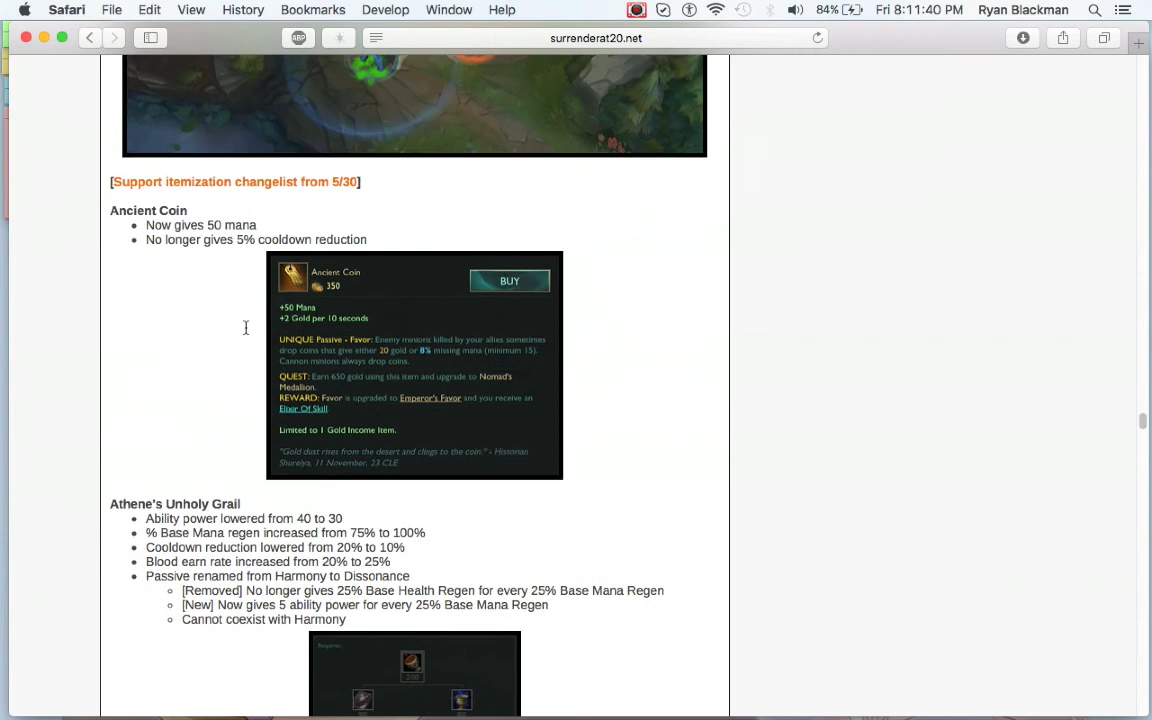 Safari File Edit View History Bookmarks Develop Window Help 84% Fri 8:11:40 PM Ryan Blackman
ABP surrenderat20.net
[Support itemization changelist from 5/30]
Ancient Coin
• Now gives 50 mana
• No longer gives 5% cooldown reduction
Ancient Coin
350
BUY
+50 Mana
+2 Gold per 10 seconds
UNIQUE Passive - Favor: Enemy minions killed by your allies sometimes
drop coins that give either 20 gold or 8% missing mana (minimum 15).
Cannon minions always drop coins.
QUEST: Earn 650 gold using this item and upgrade to Nomad's
Medallion.
REWARD: Favor is upgraded to Emperor's Favor and you receive an
Elixir Of Skill
Limited to 1 Gold Income Item.
"Gold dust rises from the desert and clings to the coin." - Historian
Shureiya, 11 November, 23 CLE
Athene's Unholy Grail
• Ability power lowered from 40 to 30
• % Base Mana regen increased from 75% to 100%
• Cooldown reduction lowered from 20% to 10%
• Blood earn rate increased from 20% to 25%
• Passive renamed from Harmony to Dissonance
◦ [Removed] No longer gives 25% Base Health Regen for every 25% Base Mana Regen
◦ [New] Now gives 5 ability power for every 25% Base Mana Regen
◦ Cannot coexist with Harmony